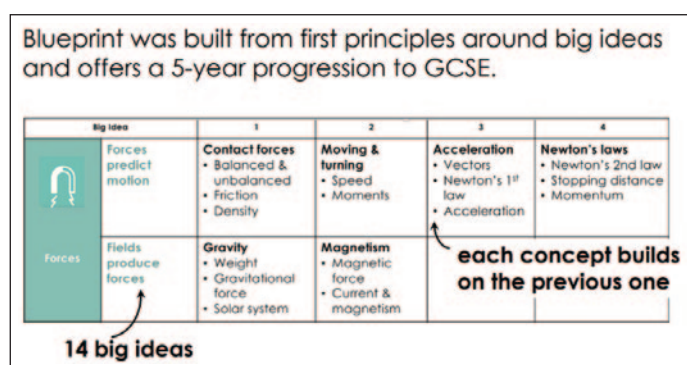 Blueprint was built from first principles around big ideas
and offers a 5-year progression to GCSE.
Big Idea
1
2
3
4
Forces
Forces
predict
motion
Contact forces
• Balanced &
unbalanced
• Friction
• Density
Moving &
turning
• Speed
• Moments
Acceleration
• Vectors
• Newton's 1st
law
• Acceleration
Newton's laws
• Newton's 2nd law
• Stopping distance
• Momentum
Fields
produce
forces
Gravity
• Weight
• Gravitational
force
• Solar system
Magnetism
• Magnetic
force
• Current &
magnetism
each concept builds
on the previous one
14 big ideas